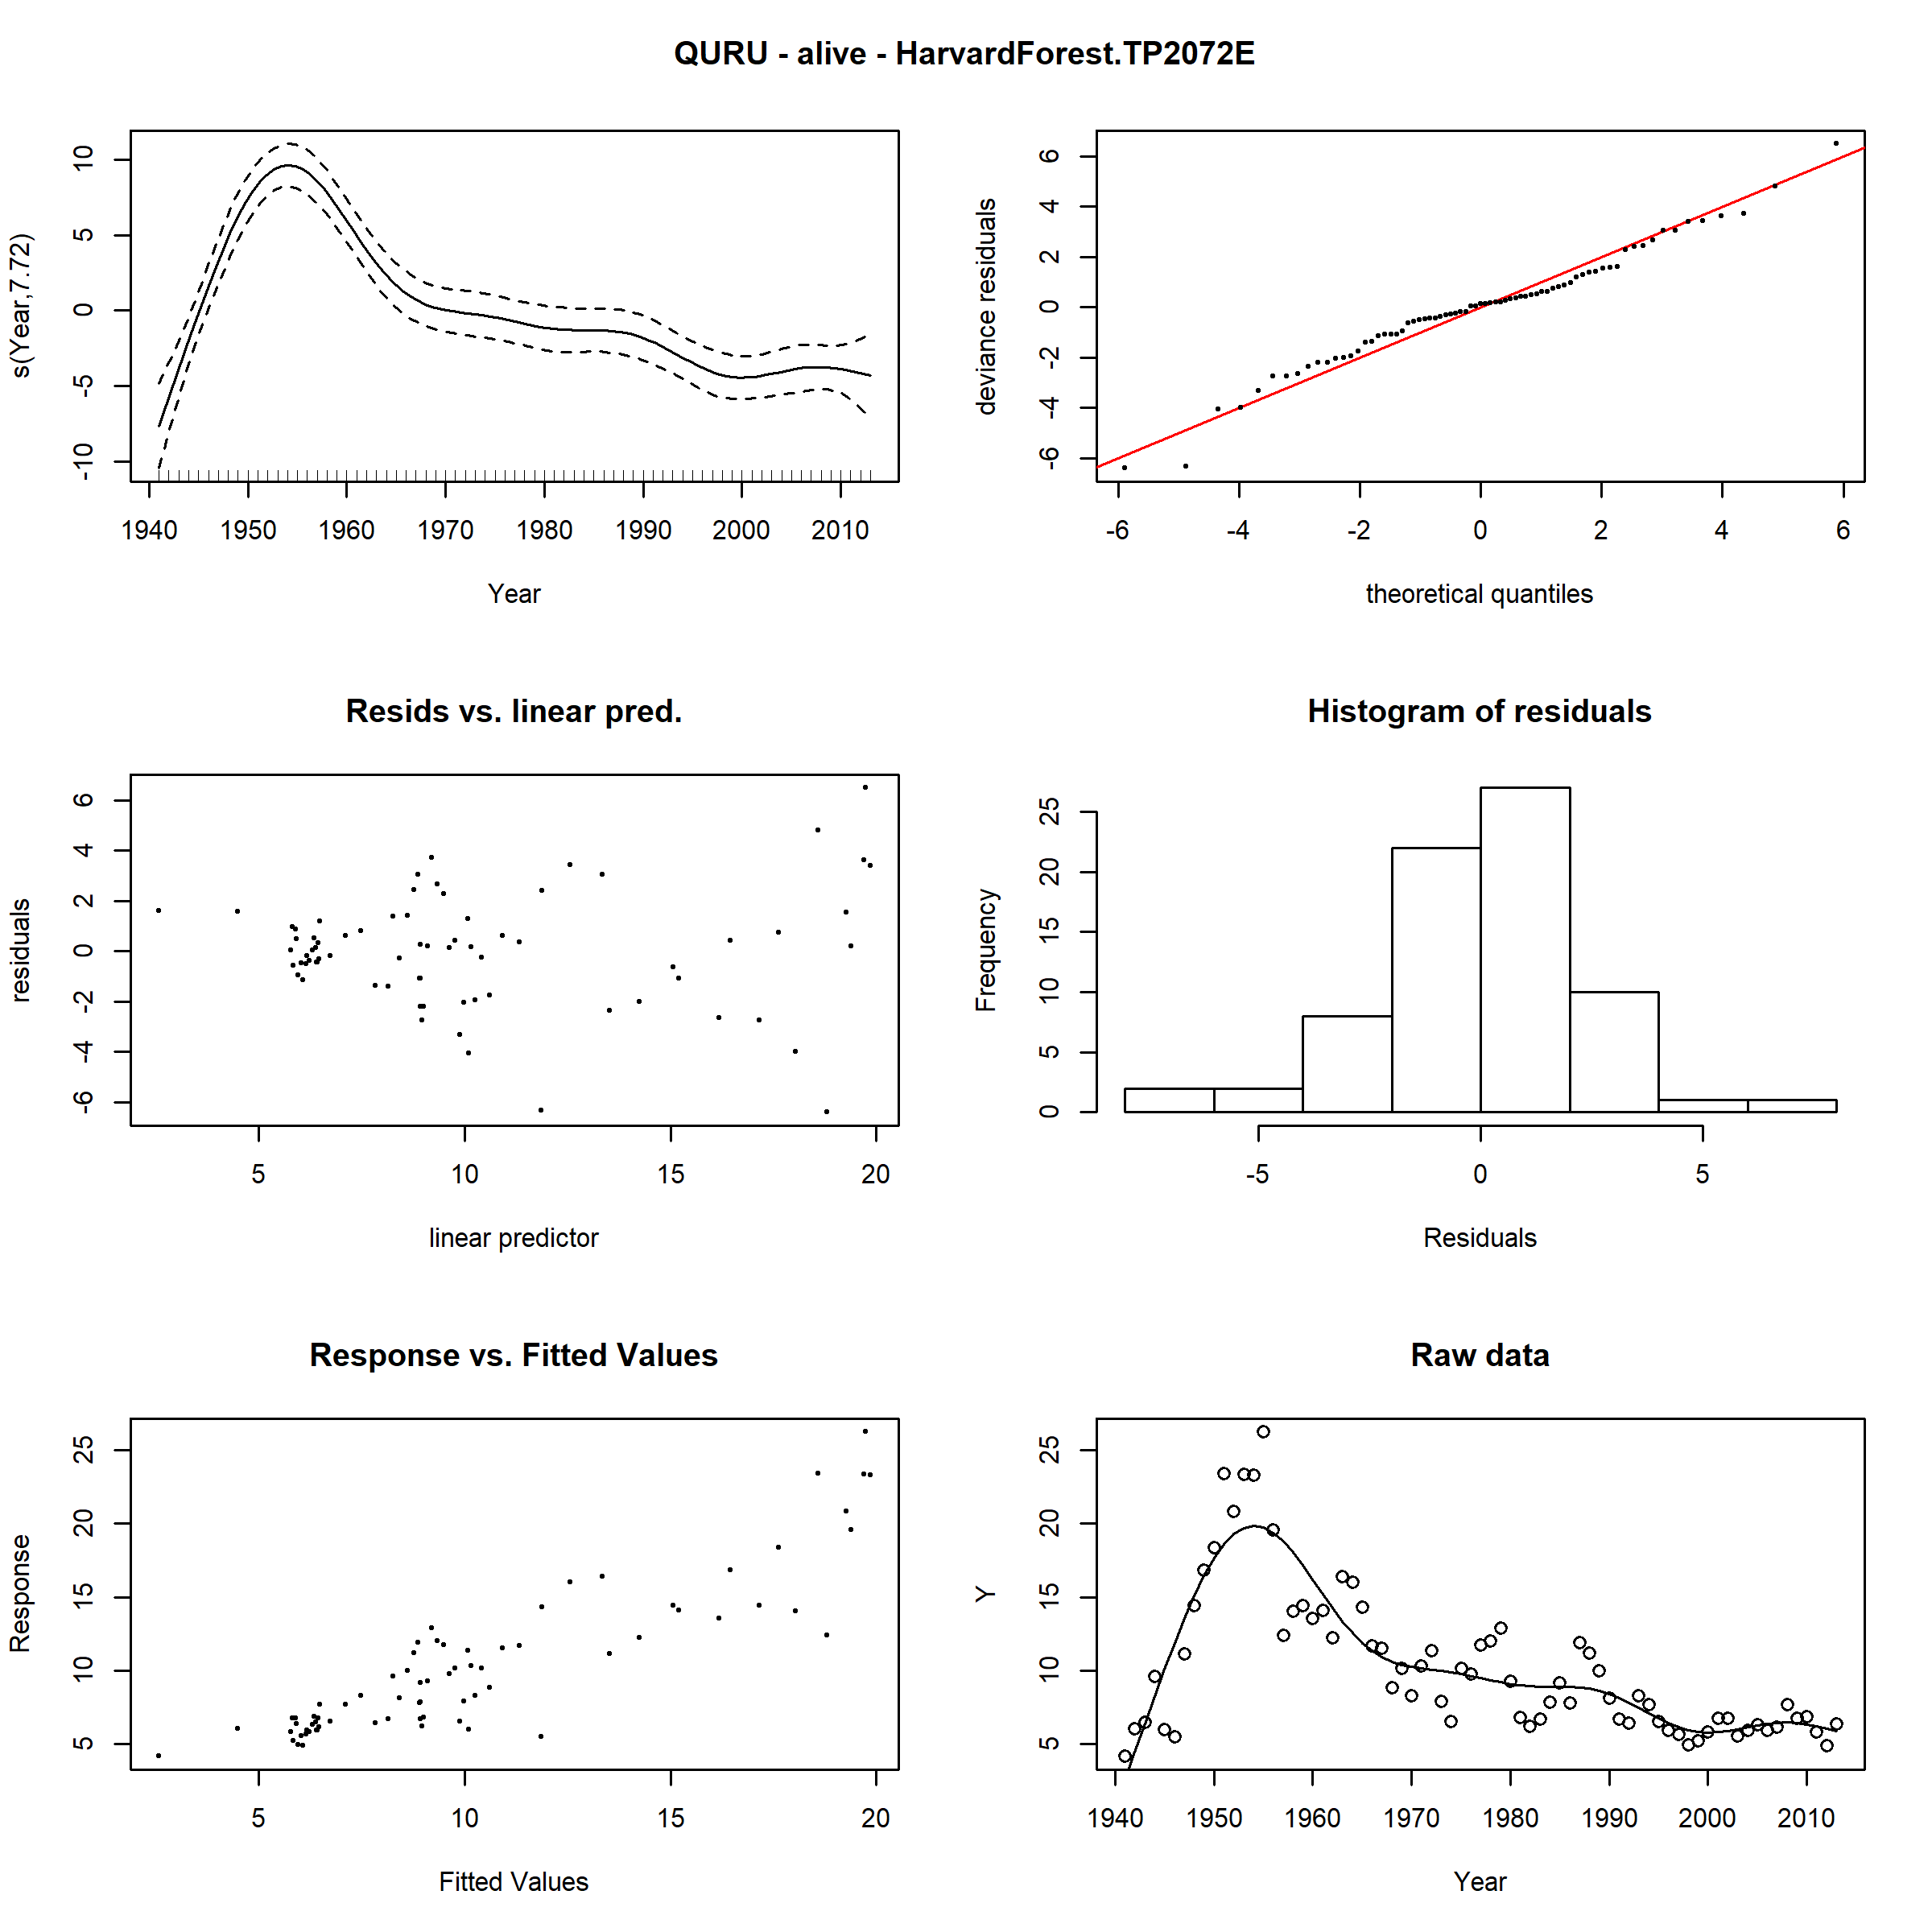 QURU - alive - HarvardForest.TP2072E
s(Year,7.72)
10
5
0
-5
-10
1940 1950 1960 1970 1980 1990 2000 2010
Year
deviance residuals
6
4
2
0
-2
-4
-6
-6 -4 -2 0 2 4 6
theoretical quantiles
Resids vs. linear pred.
residuals
6
4
2
0
-2
-4
-6
5 10 15 20
linear predictor
Histogram of residuals
Frequency
25
20
15
10
5
0
-5 0 5
Residuals
Response vs. Fitted Values
Response
25
20
15
10
5
5 10 15 20
Fitted Values
Raw data
Y
25
20
15
10
5
1940 1950 1960 1970 1980 1990 2000 2010
Year